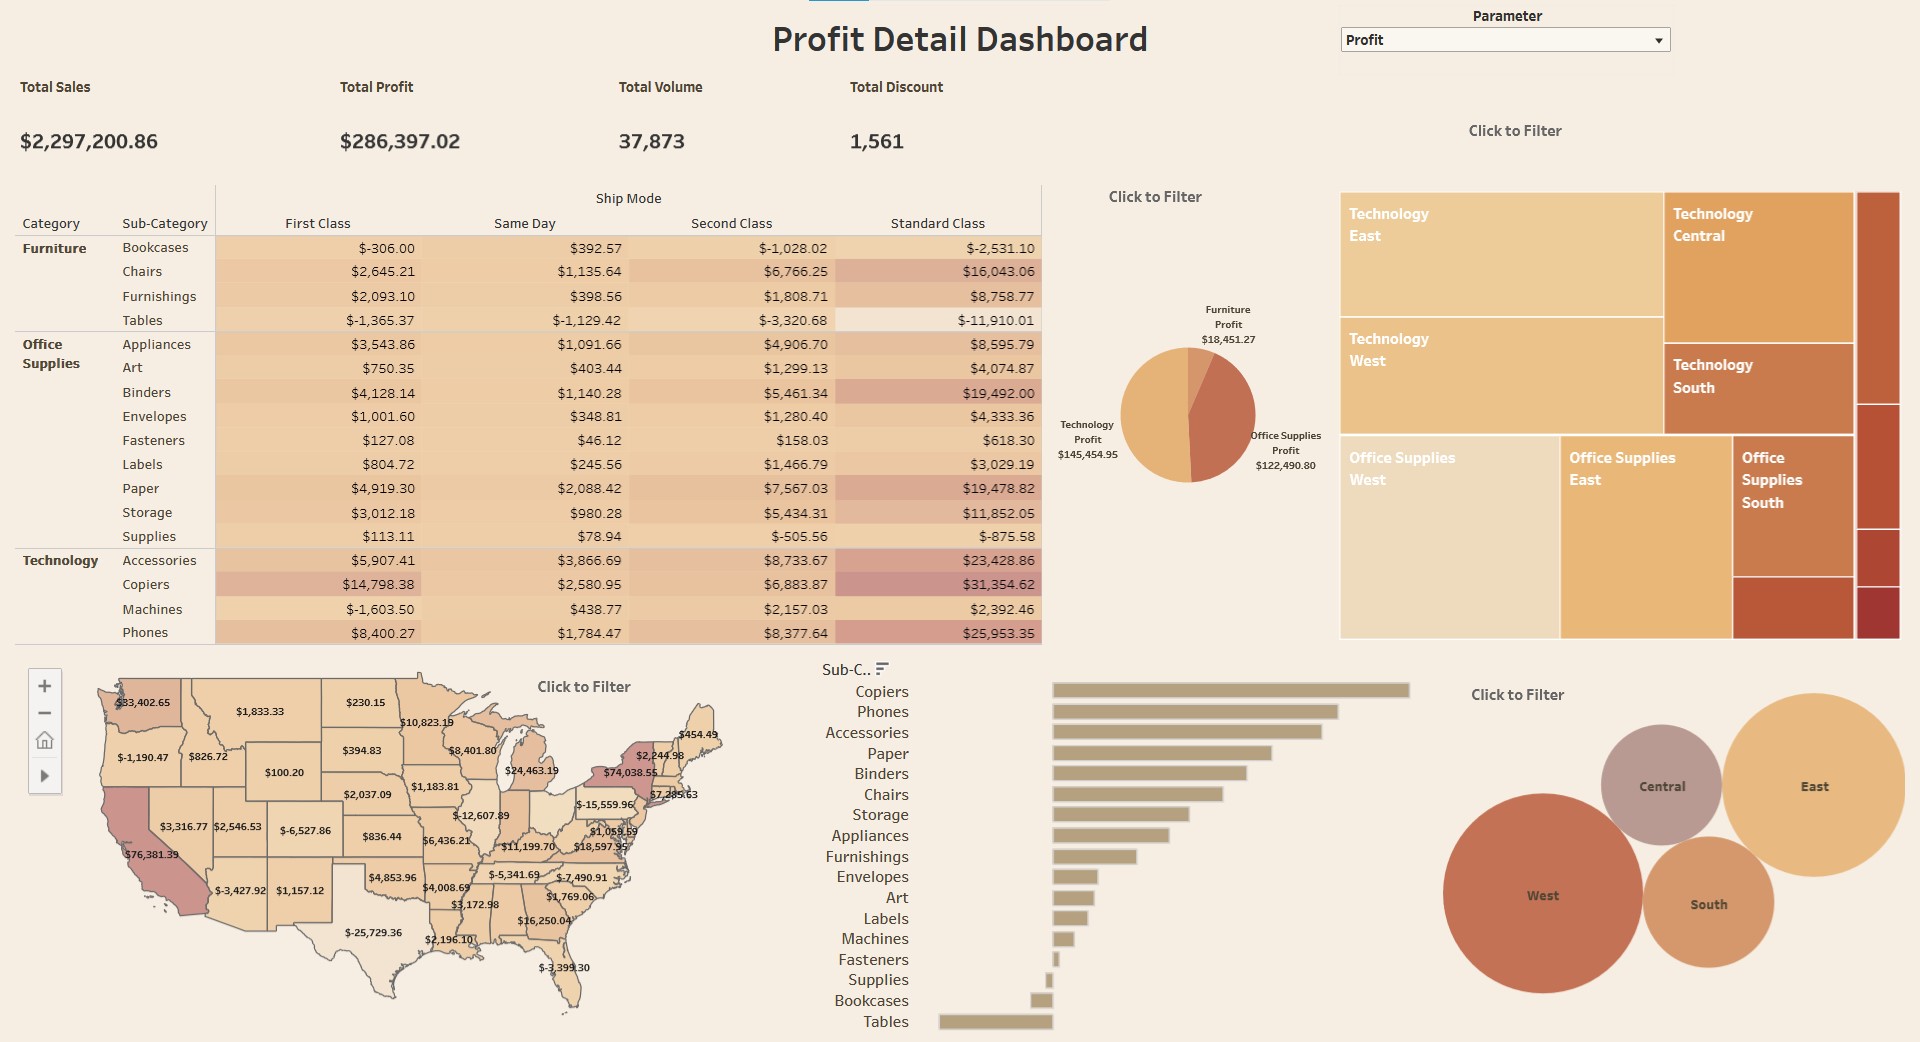 Profit Detail Dashboard
Parameter
Profit
Total Sales
$2,297,200.86
Total Profit
$286,397.02
Total Volume
37,873
Total Discount
1,561
Click to Filter
Ship Mode
Category Sub-Category First Class Same Day Second Class Standard Class
Furniture Bookcases $-306.00 $392.57 $-1,028.02 $-2,531.10
Chairs $2,645.21 $1,135.64 $6,766.25 $16,043.06
Furnishings $2,093.10 $398.56 $1,808.71 $8,758.77
Tables $-1,365.37 $-1,129.42 $-3,320.68 $-11,910.01
Office Supplies Appliances $3,543.86 $1,091.66 $4,906.70 $8,595.79
Art $750.35 $403.44 $1,299.13 $4,074.87
Binders $4,128.14 $1,140.28 $5,461.34 $19,492.00
Envelopes $1,001.60 $348.81 $1,280.40 $4,333.36
Fasteners $127.08 $46.12 $158.03 $618.30
Labels $804.72 $245.56 $1,466.79 $3,029.19
Paper $4,919.30 $2,088.42 $7,567.03 $19,478.82
Storage $3,012.18 $980.28 $5,434.31 $11,852.05
Supplies $113.11 $78.94 $-505.56 $-875.58
Technology Accessories $5,907.41 $3,866.69 $8,733.67 $23,428.86
Copiers $14,798.38 $2,580.95 $6,883.87 $31,354.62
Machines $-1,603.50 $438.77 $2,157.03 $2,392.46
Phones $8,400.27 $1,784.47 $8,377.64 $25,953.35
Click to Filter
Furniture
Profit
$18,451.27
Technology
Profit
$145,454.95
Office Supplies
Profit
$122,490.80
Technology
East
Technology
Central
Technology
West
Technology
South
Office Supplies
West
Office Supplies
East
Office
Supplies
South
Click to Filter
$33,402.65
$1,833.33
$230.15
$10,823.19
$454.49
$-1,190.47
$826.72
$394.83
$8,401.80
$2,244.98
$100.20
$24,463.19
$74,038.55
$2,037.09
$1,183.81
$7,285.63
$-15,559.96
$3,316.77
$2,546.53
$-6,527.86
$836.44
$-12,607.89
$1,059.59
$6,436.21
$11,199.70
$18,597.95
$76,381.39
$-3,427.92
$1,157.12
$4,853.96
$4,008.69
$-5,341.69
$-7,490.91
$3,172.98
$1,769.06
$16,250.04
$-25,729.36
$2,196.10
$-3,399.30
Sub-C..
Copiers
Phones
Accessories
Paper
Binders
Chairs
Storage
Appliances
Furnishings
Envelopes
Art
Labels
Machines
Fasteners
Supplies
Bookcases
Tables
Click to Filter
Central
East
West
South